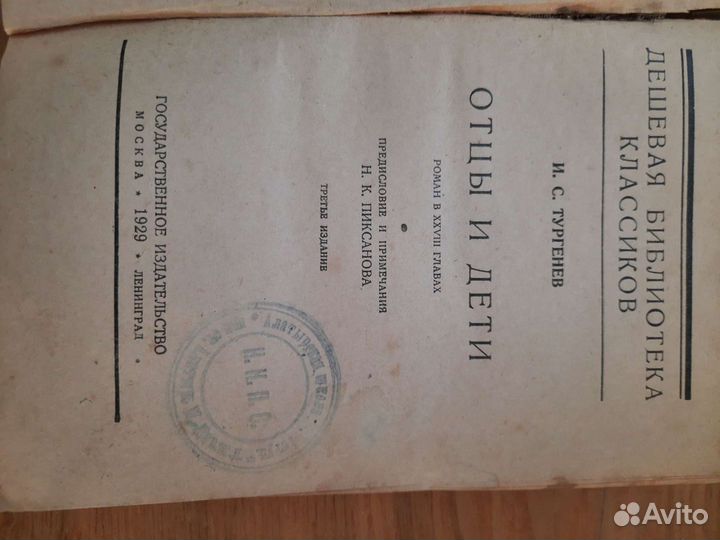 ДЕШЕВАЯ БИБЛИОТЕКА
КЛАССИКОВ
И. С. ТУРГЕНЕВ
ОТЦЫ И ДЕТИ
РОМАН В XXVIII ГЛАВАХ
ПРЕДИСЛОВИЕ И ПРИМЕЧАНИЯ
Н. К. ПИКСАНОВА
ТРЕТЬЕ ИЗДАНИЕ
ГОСУДАРСТВЕННОЕ ИЗДАТЕЛЬСТВО
МОСКВА * 1929 * ЛЕНИНГРАД *
Avito